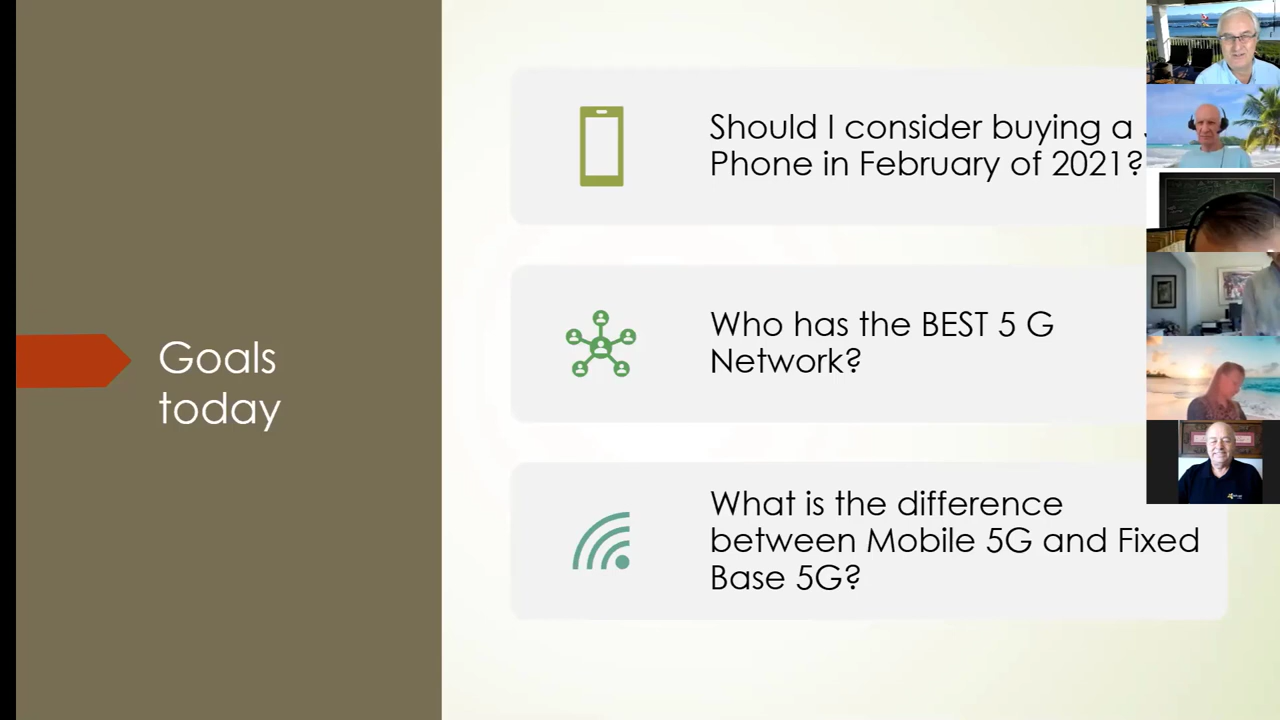 Goals
today
Should I consider buying a
Phone in February of 2021?
Who has the BEST 5 G
Network?
What is the difference
between Mobile 5G and Fixed
Base 5G?